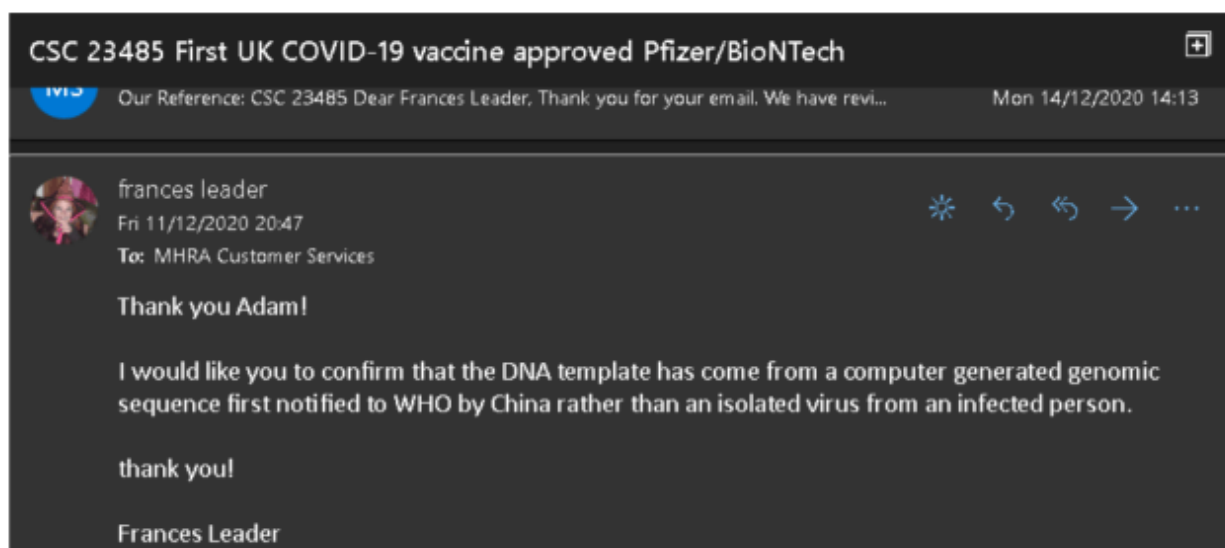 CSC 23485 First UK COVID-19 vaccine approved Pfizer/BioNTech
MS
Our Reference: CSC 23485 Dear Frances Leader, Thank you for your email. We have revi... Mon 14/12/2020 14:13
frances leader
Fri 11/12/2020 20:47
To: MHRA Customer Services
Thank you Adam!
I would like you to confirm that the DNA template has come from a computer generated genomic
sequence first notified to WHO by China rather than an isolated virus from an infected person.
thank you!
Frances Leader